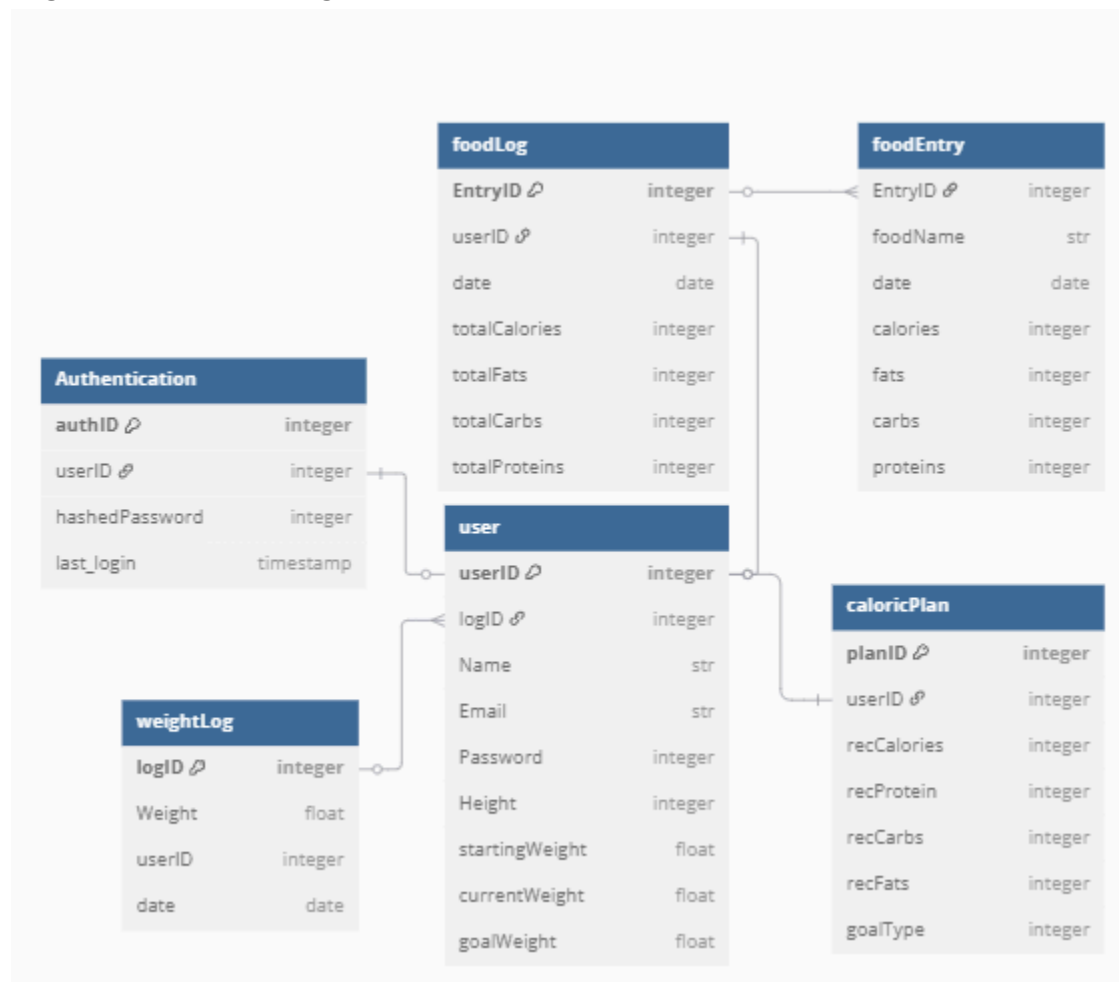 foodLog
EntryID integer
userID integer
date date
totalCalories integer
totalFats integer
totalCarbs integer
totalProteins integer
foodEntry
EntryID integer
foodName str
date date
calories integer
fats integer
carbs integer
proteins integer
Authentication
authID integer
userID integer
hashedPassword integer
last_login timestamp
user
userID integer
logID integer
Name str
Email str
Password integer
Height integer
startingWeight float
currentWeight float
goalWeight float
caloricPlan
planID integer
userID integer
recCalories integer
recProtein integer
recCarbs integer
recFats integer
goalType integer
weightLog
logID integer
Weight float
userID integer
date date